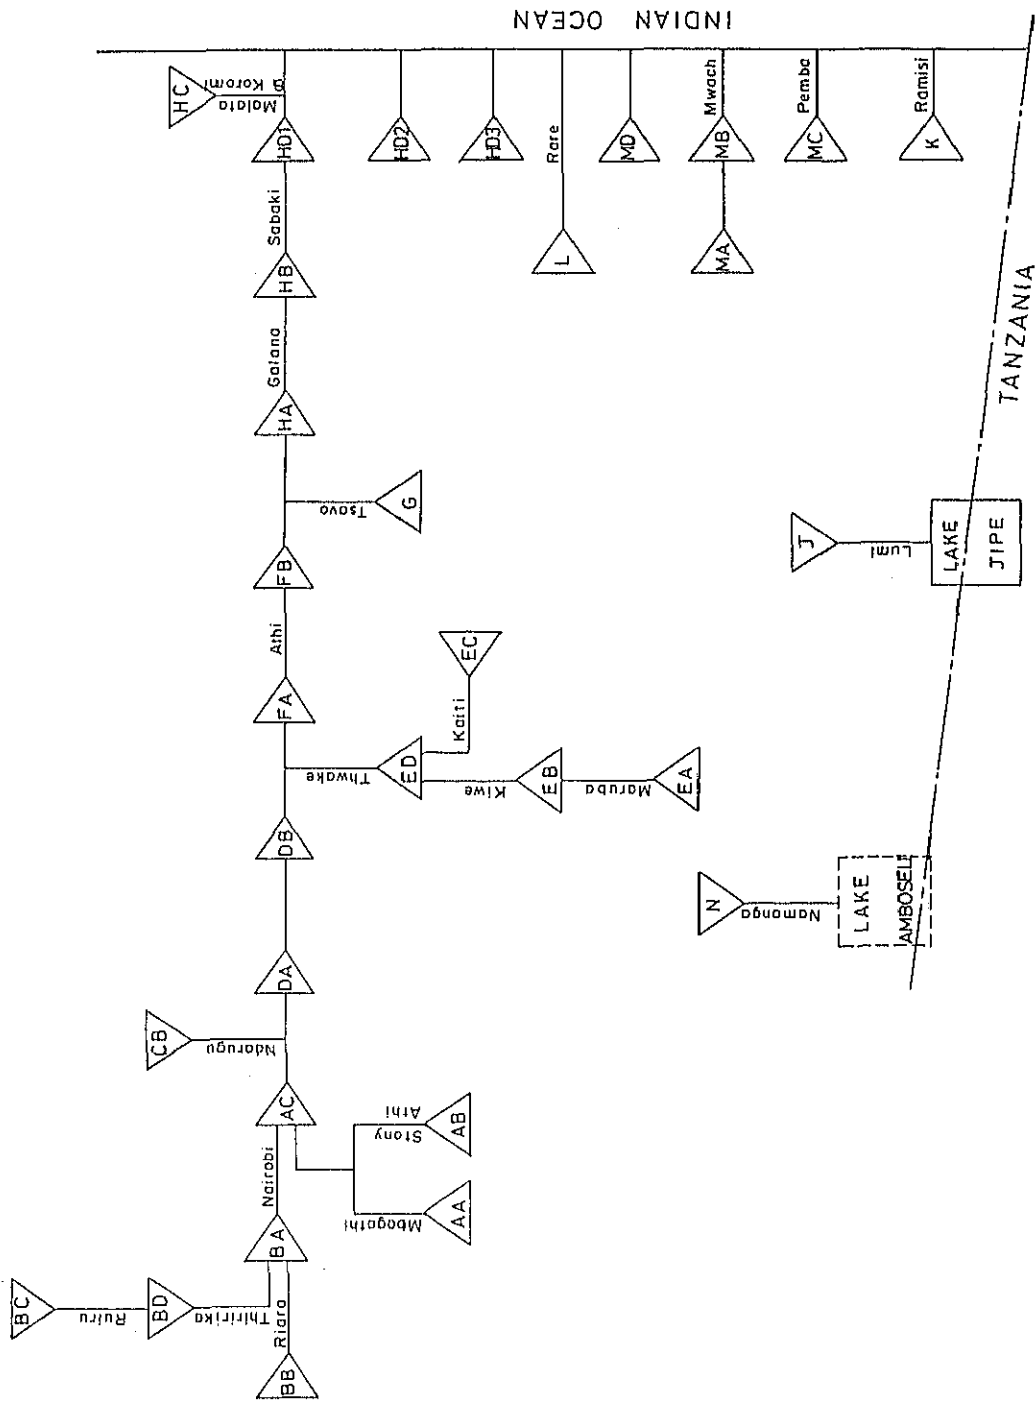 INDIAN OCEAN
HC
Malata
& Koromi
HD1
HD2
HD3
Rare
L
MD
Mwach
MB
MA
Pemba
MC
Ramisi
K
Sabaki
HB
Galana
HA
Tsavo
G
FB
Athi
FA
Thwake
ED
Kaiti
EC
Kiwe
EB
Maruba
EA
DB
DA
CB
Ndarugu
AC
Stony
Athi
AB
Mbagathi
AA
Nairobi
BA
BC
Ruiru
BD
Thiririka
Riara
BB
J
Lumi
LAKE
JIPE
N
Namanga
LAKE
AMBOSELI
TANZANIA